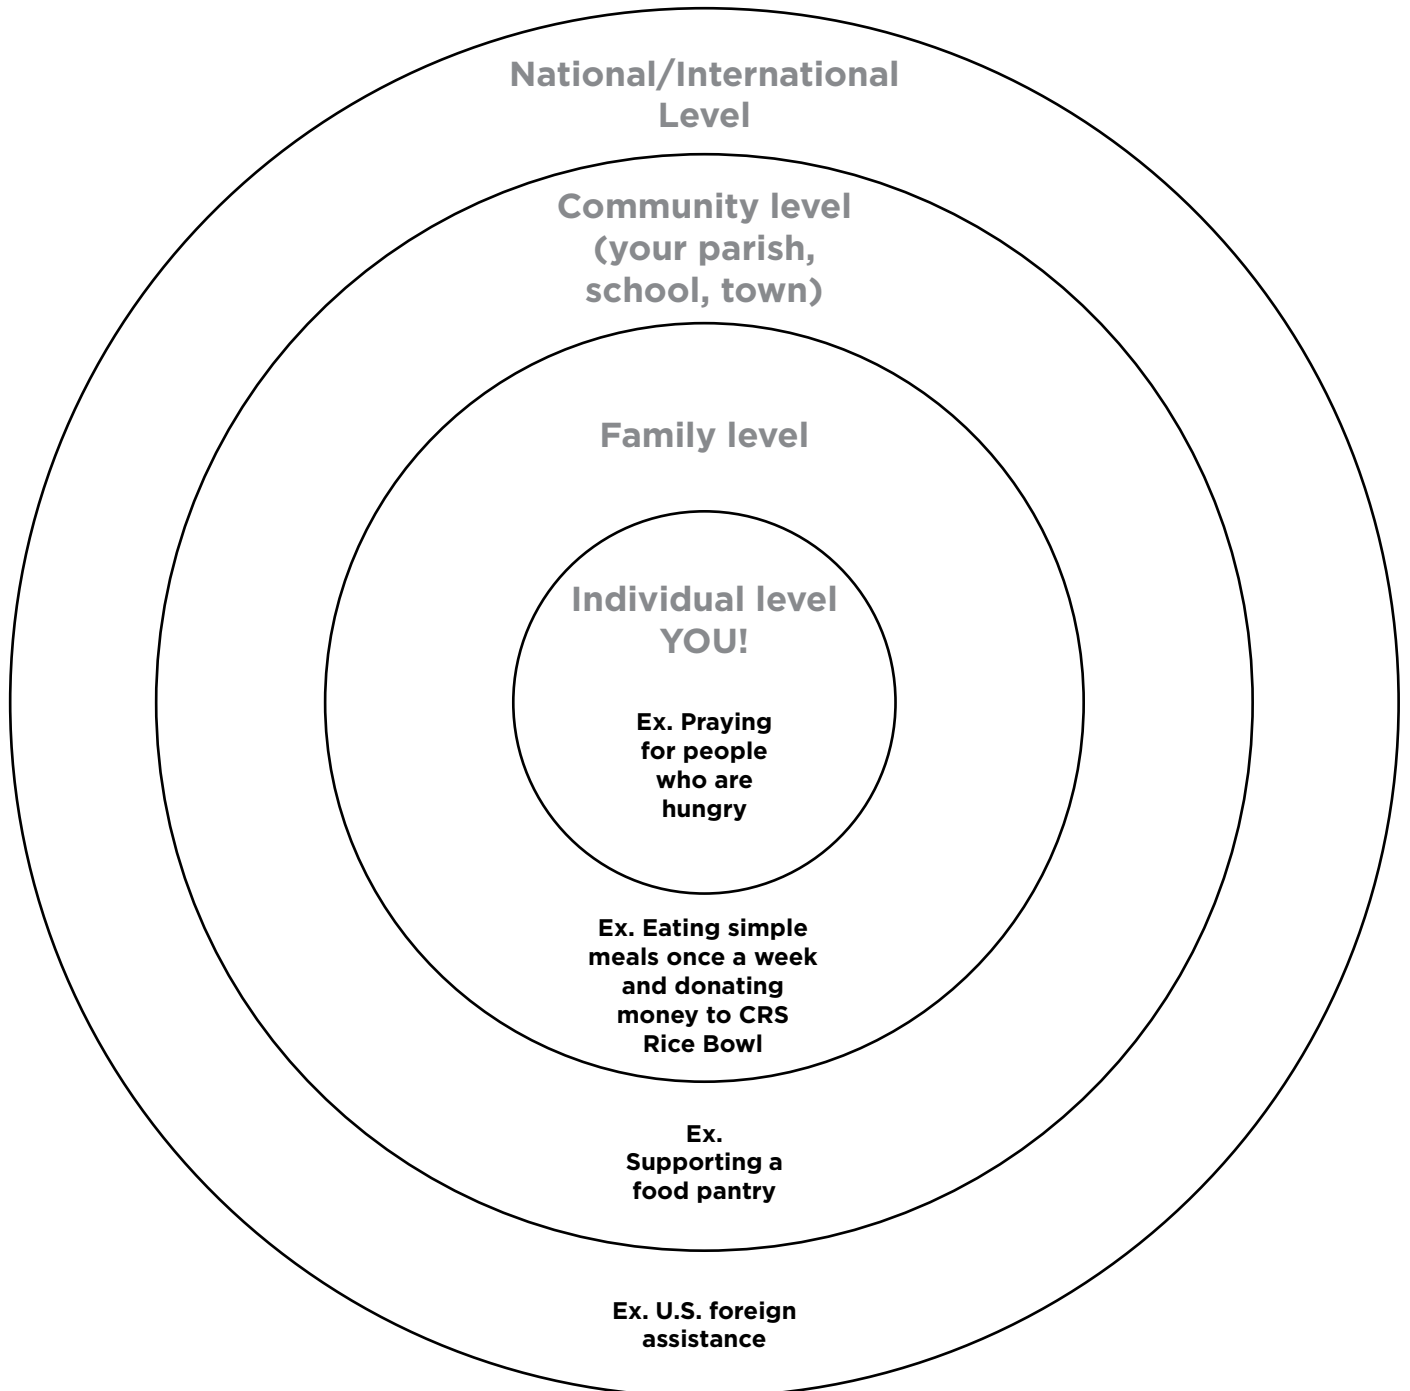 National/International
Level
Community level
(your parish,
school, town)
Family level
Individual level
YOU!
Ex. Praying
for people
who are
hungry
Ex. Eating simple
meals once a week
and donating
money to CRS
Rice Bowl
Ex.
Supporting a
food pantry
Ex. U.S. foreign
assistance